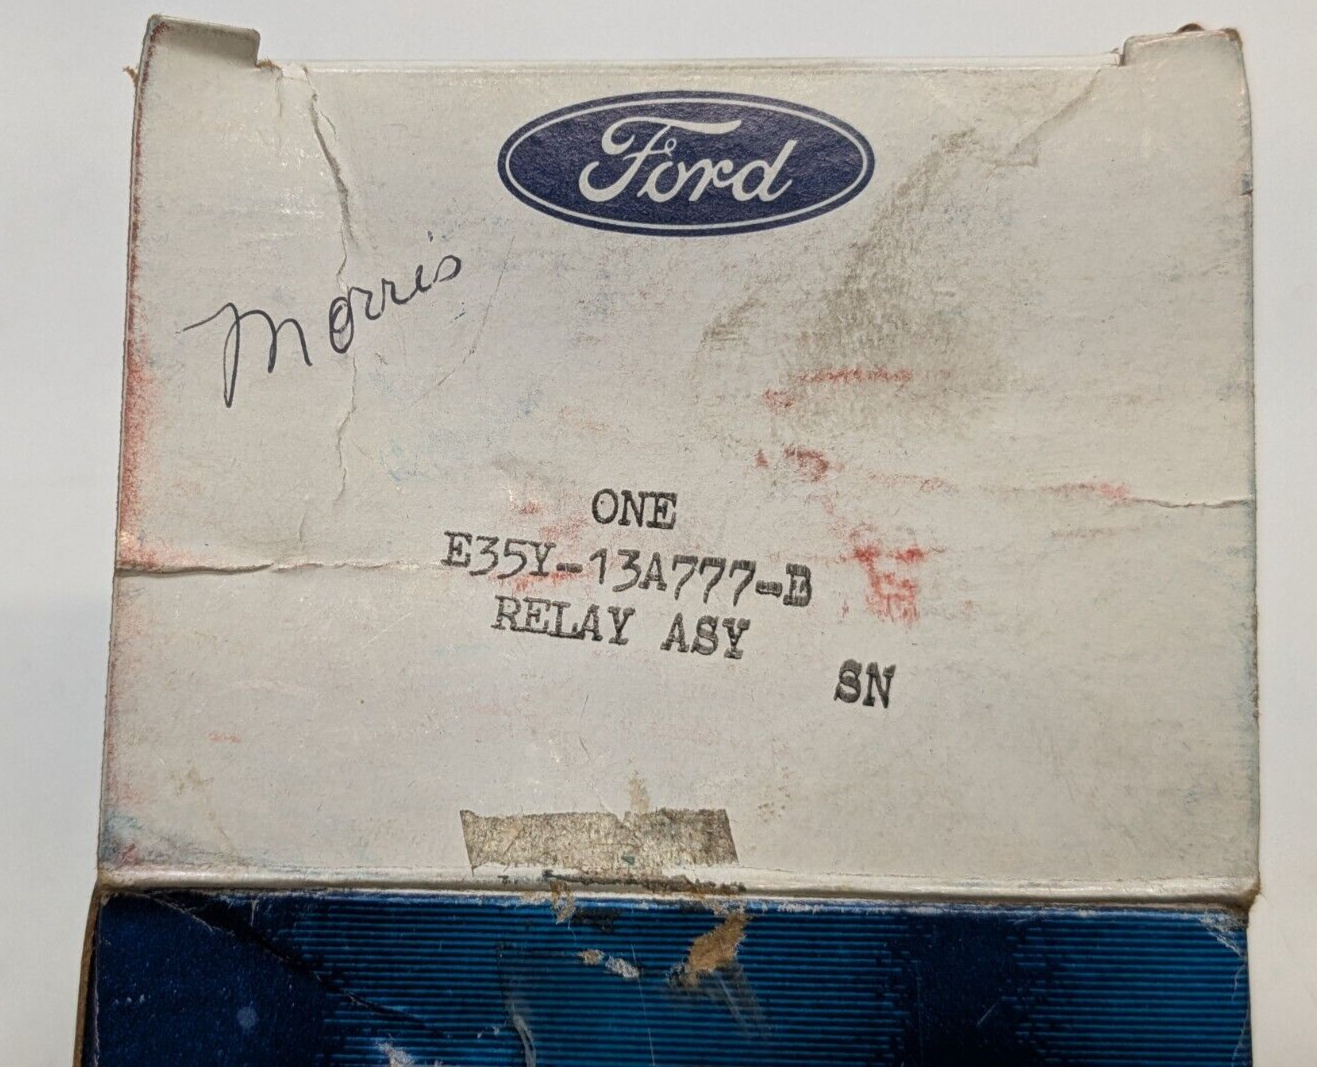 Ford
Morris
ONE
E35Y-13A777-B
RELAY ASY
SN